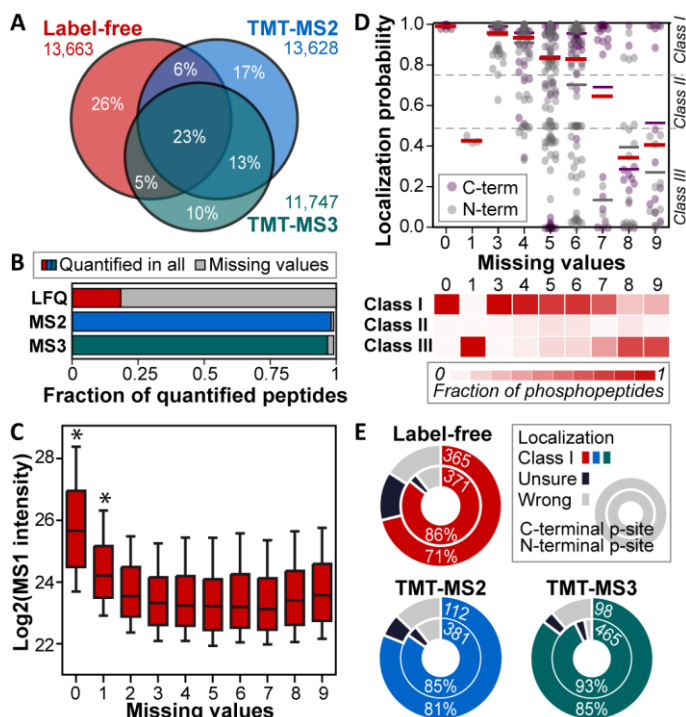 A
Label-free
13,663
TMT-MS2
13,628
6%
17%
26%
23%
13%
5%
10%
11,747
TMT-MS3
B
Quantified in all
Missing values
LFQ
MS2
MS3
0
0.25
0.5
0.75
1
Fraction of quantified peptides
C
Log2(MS1 intensity)
28
26
24
22
*
*
0 1 2 3 4 5 6 7 8 9
Missing values
D
Localization probability
1.0
0.8
0.6
0.4
0.2
0.0
C-term
N-term
Class I
Class II
Class III
0 1 3 4 5 6 7 8 9
Missing values
0 1 3 4 5 6 7 8 9
Class I
Class II
Class III
0
1
Fraction of phosphopeptides
E
Label-free
365
371
86%
71%
Localization
Class I
Unsure
Wrong
C-terminal p-site
N-terminal p-site
TMT-MS2
112
381
85%
81%
TMT-MS3
98
465
93%
85%